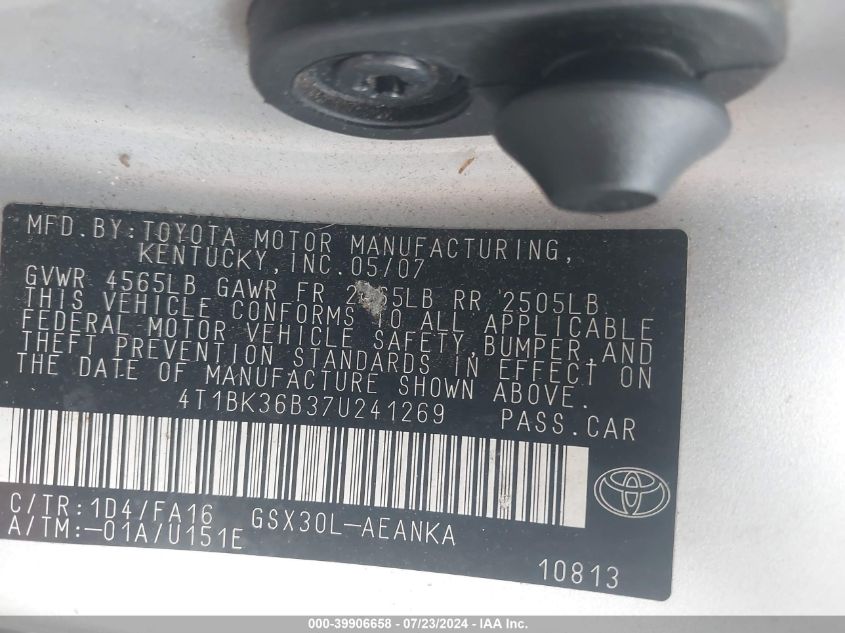 MFD.BY:TOYOTA MOTOR MANUFACTURING,
KENTUCKY,INC.05/07
GVWR 4565LB GAWR FR RR 2505LB
THIS VEHICLE CONFORMS TO ALL APPLICABLE
FEDERAL MOTOR VEHICLE SAFETY,BUMPER,AND
THEFT PREVENTION STANDARDS IN EFFECT ON
THE DATE OF MANUFACTURE SHOWN ABOVE.
4T1BK36B37U241269 PASS.CAR
C/TR:1D4/FA16 GSX30L-AEANKA
A/TM:-01A/U151E
10813
000-39906658 - 07/23/2024 - IAA Inc.